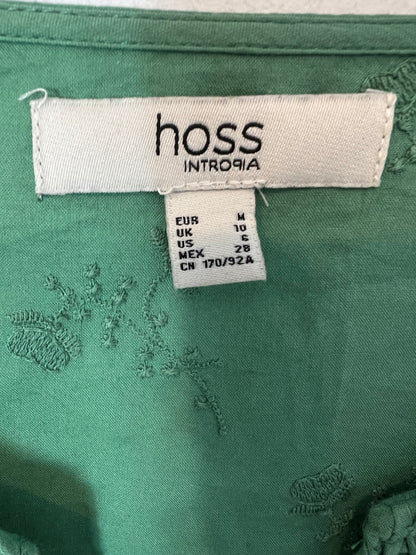 hoss
INTROPIA
EUR M
UK 10
US 6
MEX 28
CN 170/92A